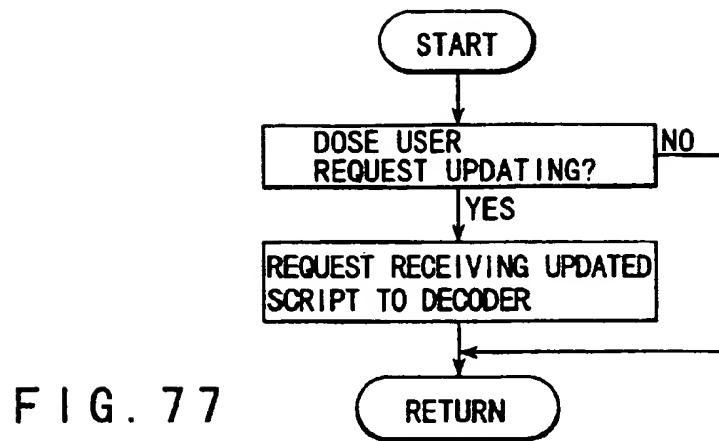 START
DOSE USER
REQUEST UPDATING?
NO
YES
REQUEST RECEIVING UPDATED
SCRIPT TO DECODER
RETURN
FIG. 77